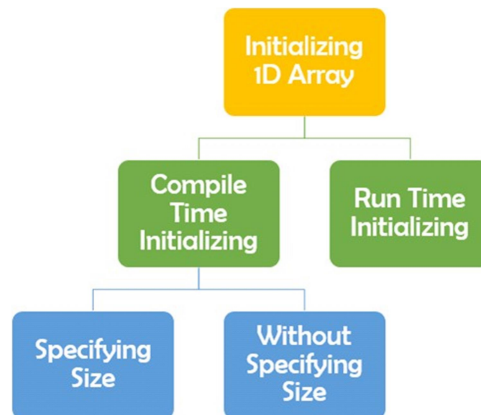 Initializing
1D Array
Compile
Time
Initializing
Run Time
Initializing
Specifying
Size
Without
Specifying
Size